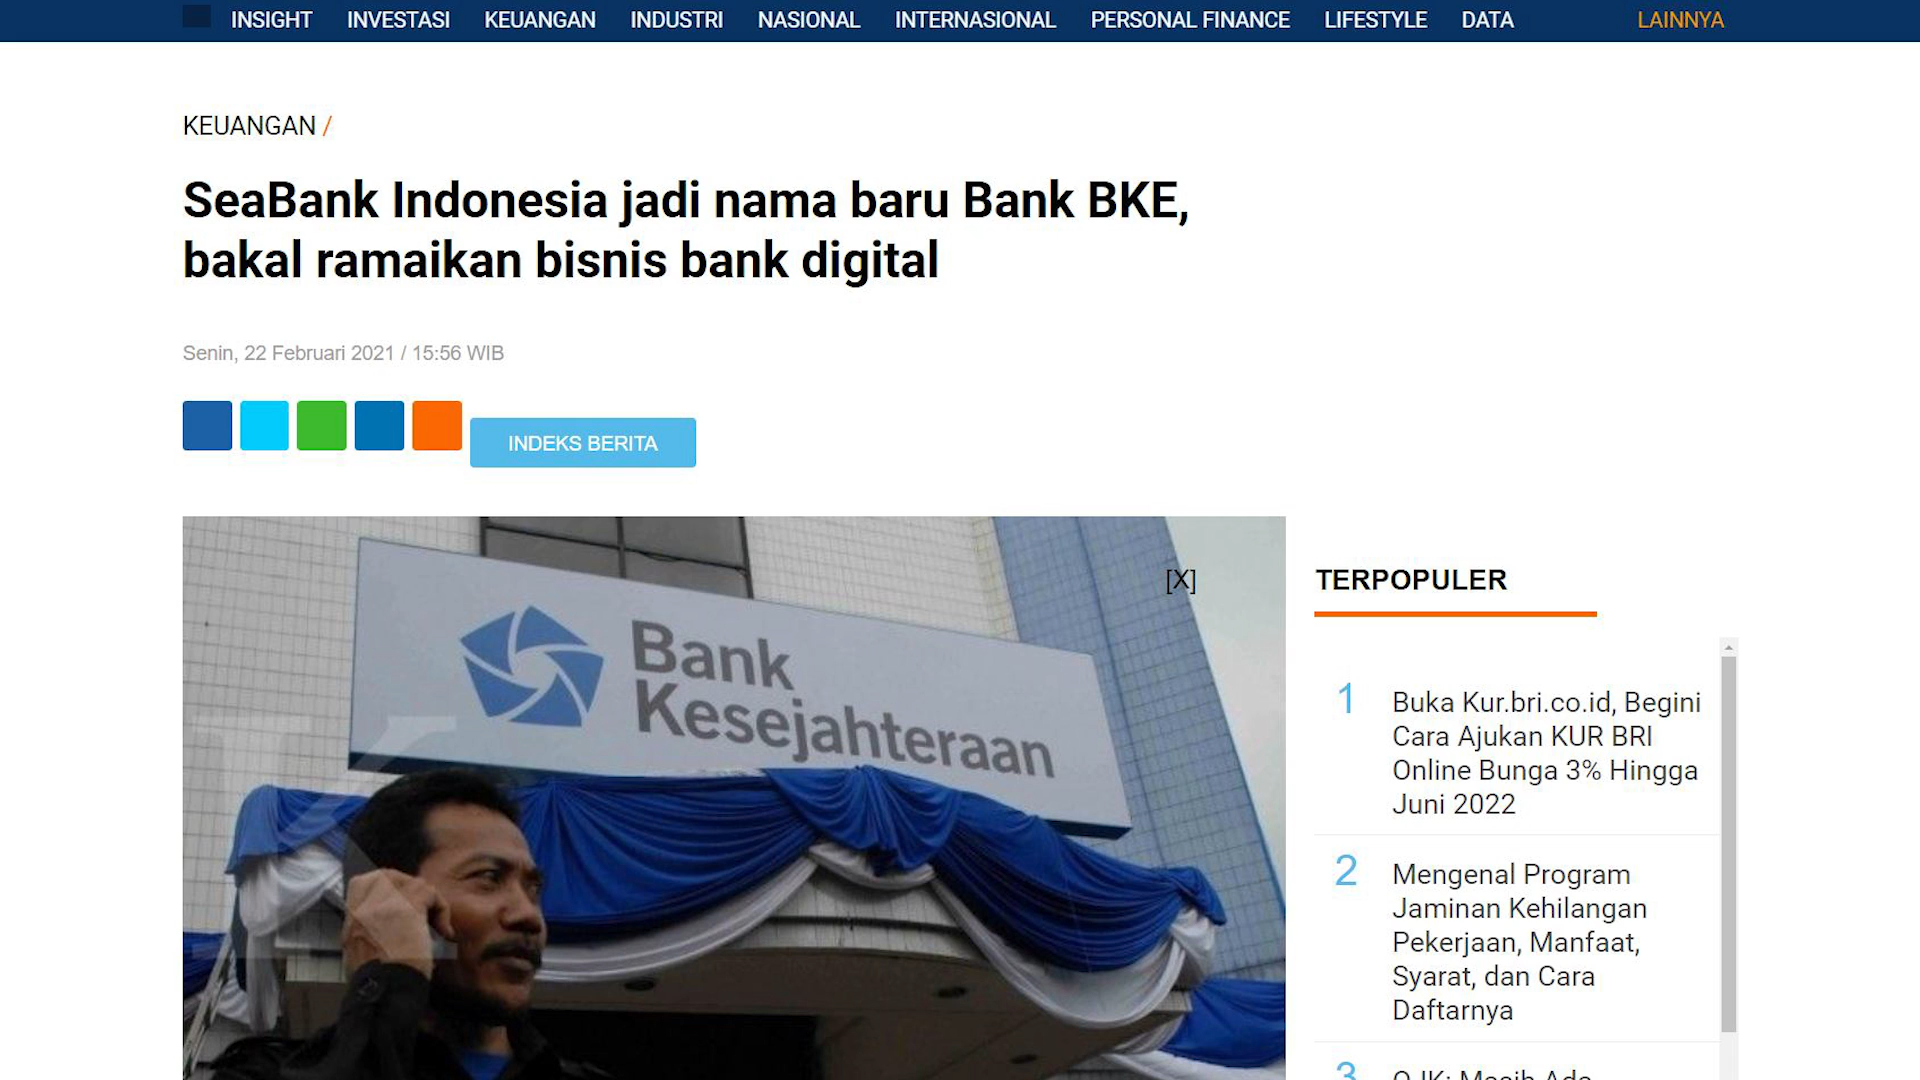 INSIGHT INVESTASI KEUANGAN INDUSTRI NASIONAL INTERNASIONAL PERSONAL FINANCE LIFESTYLE DATA LAINNYA
KEUANGAN /
SeaBank Indonesia jadi nama baru Bank BKE,
bakal ramaikan bisnis bank digital
Senin, 22 Februari 2021 / 15:56 WIB
INDEKS BERITA
[X]
Bank
Kesejahteraan
TERPOPULER
1
Buka Kur.bri.co.id, Begini
Cara Ajukan KUR BRI
Online Bunga 3% Hingga
Juni 2022
2
Mengenal Program
Jaminan Kehilangan
Pekerjaan, Manfaat,
Syarat, dan Cara
Daftarnya
3
OJK: Masih Ada